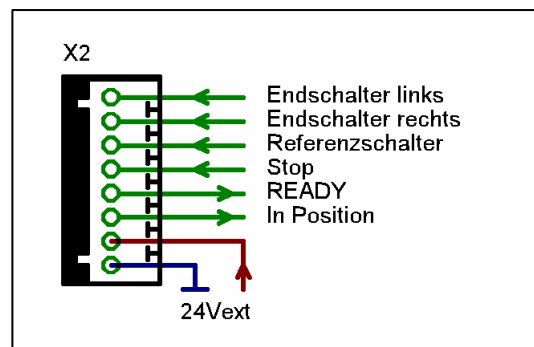 X2
Endschalter links
Endschalter rechts
Referenzschalter
Stop
READY
In Position
24Vext